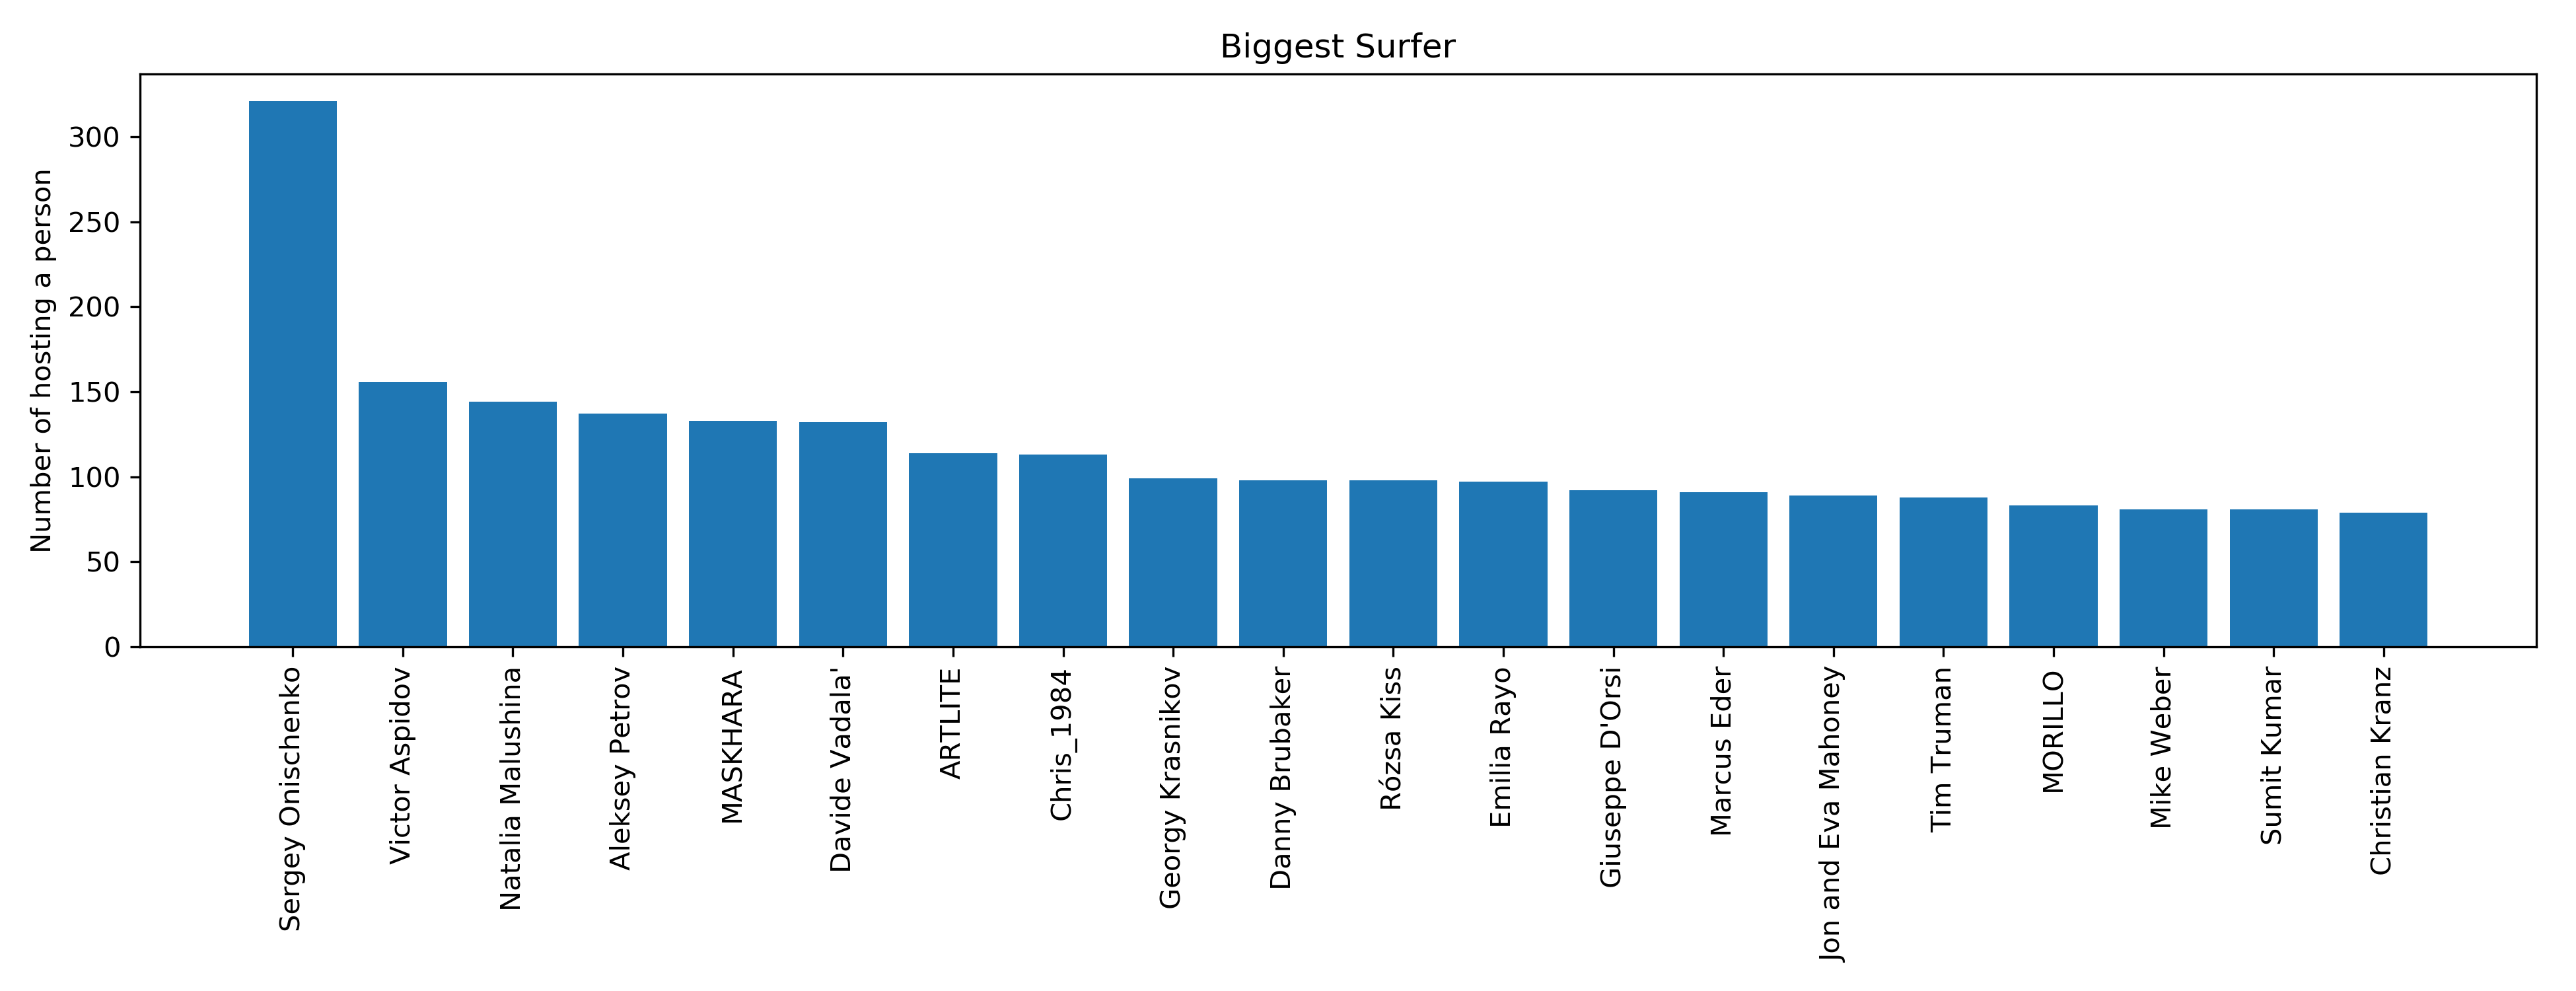 Biggest Surfer
Number of hosting a person
300
250
200
150
100
50
0
Sergey Onischenko
Victor Aspidov
Natalia Malushina
Aleksey Petrov
MASKHARA
Davide Vadala'
ARTLITE
Chris_1984
Georgy Krasnikov
Danny Brubaker
Rózsa Kiss
Emilia Rayo
Giuseppe D'Orsi
Marcus Eder
Jon and Eva Mahoney
Tim Truman
MORILLO
Mike Weber
Sumit Kumar
Christian Kranz